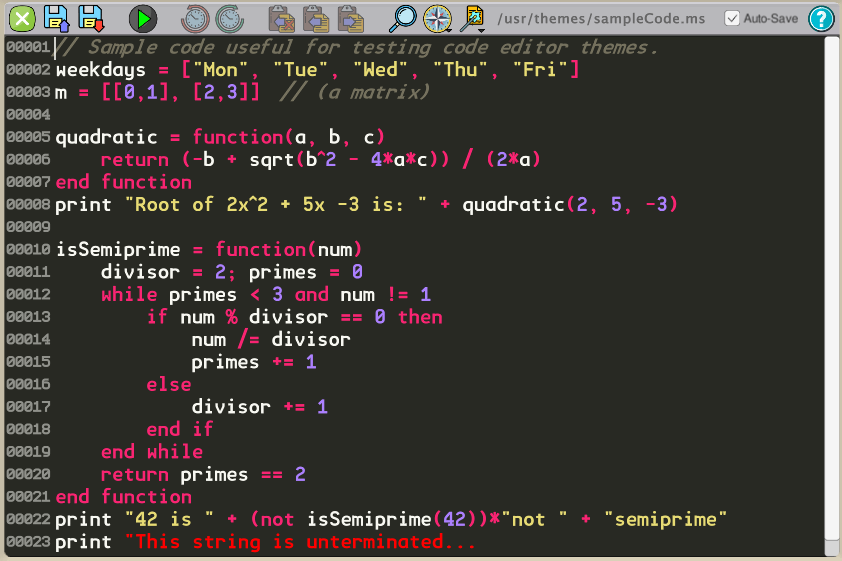 /usr/themes/sampleCode.ms Auto-Save ?
00001 // Sample code useful for testing code editor themes.
00002 weekdays = ["Mon", "Tue", "Wed", "Thu", "Fri"]
00003 m = [[0,1], [2,3]]  // (a matrix)
00004
00005 quadratic = function(a, b, c)
00006     return (-b + sqrt(b^2 - 4*a*c)) / (2*a)
00007 end function
00008 print "Root of 2x^2 + 5x -3 is: " + quadratic(2, 5, -3)
00009
00010 isSemiprime = function(num)
00011     divisor = 2; primes = 0
00012     while primes < 3 and num != 1
00013         if num % divisor == 0 then
00014             num /= divisor
00015             primes += 1
00016         else
00017             divisor += 1
00018         end if
00019     end while
00020     return primes == 2
00021 end function
00022 print "42 is " + (not isSemiprime(42))*"not " + "semiprime"
00023 print "This string is unterminated...